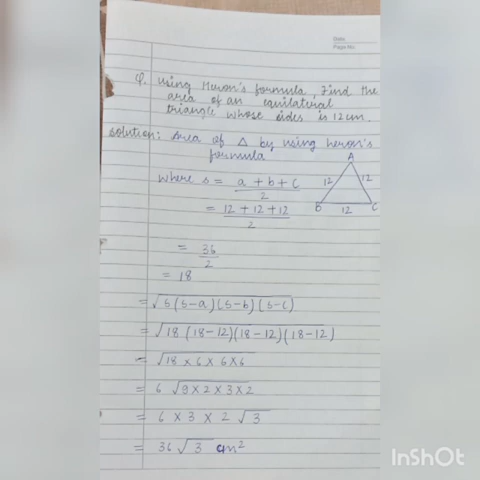 Date
Page No.
Q. Using Heron's formula, Find the
area of an equilateral
triangle whose sides is 12 cm.
Solution: Area of Δ by using heron's
formula
where s = a + b + c
2
= 12 + 12 + 12
2
A
12 12
B 12 C
= 36
2
= 18
= √s (s-a) (s-b) (s-c)
= √18 (18-12) (18-12) (18-12)
= √18 × 6 × 6 × 6
= 6 √9 × 2 × 3 × 2
= 6 × 3 × 2 √3
= 36 √3 cm²
InShOt